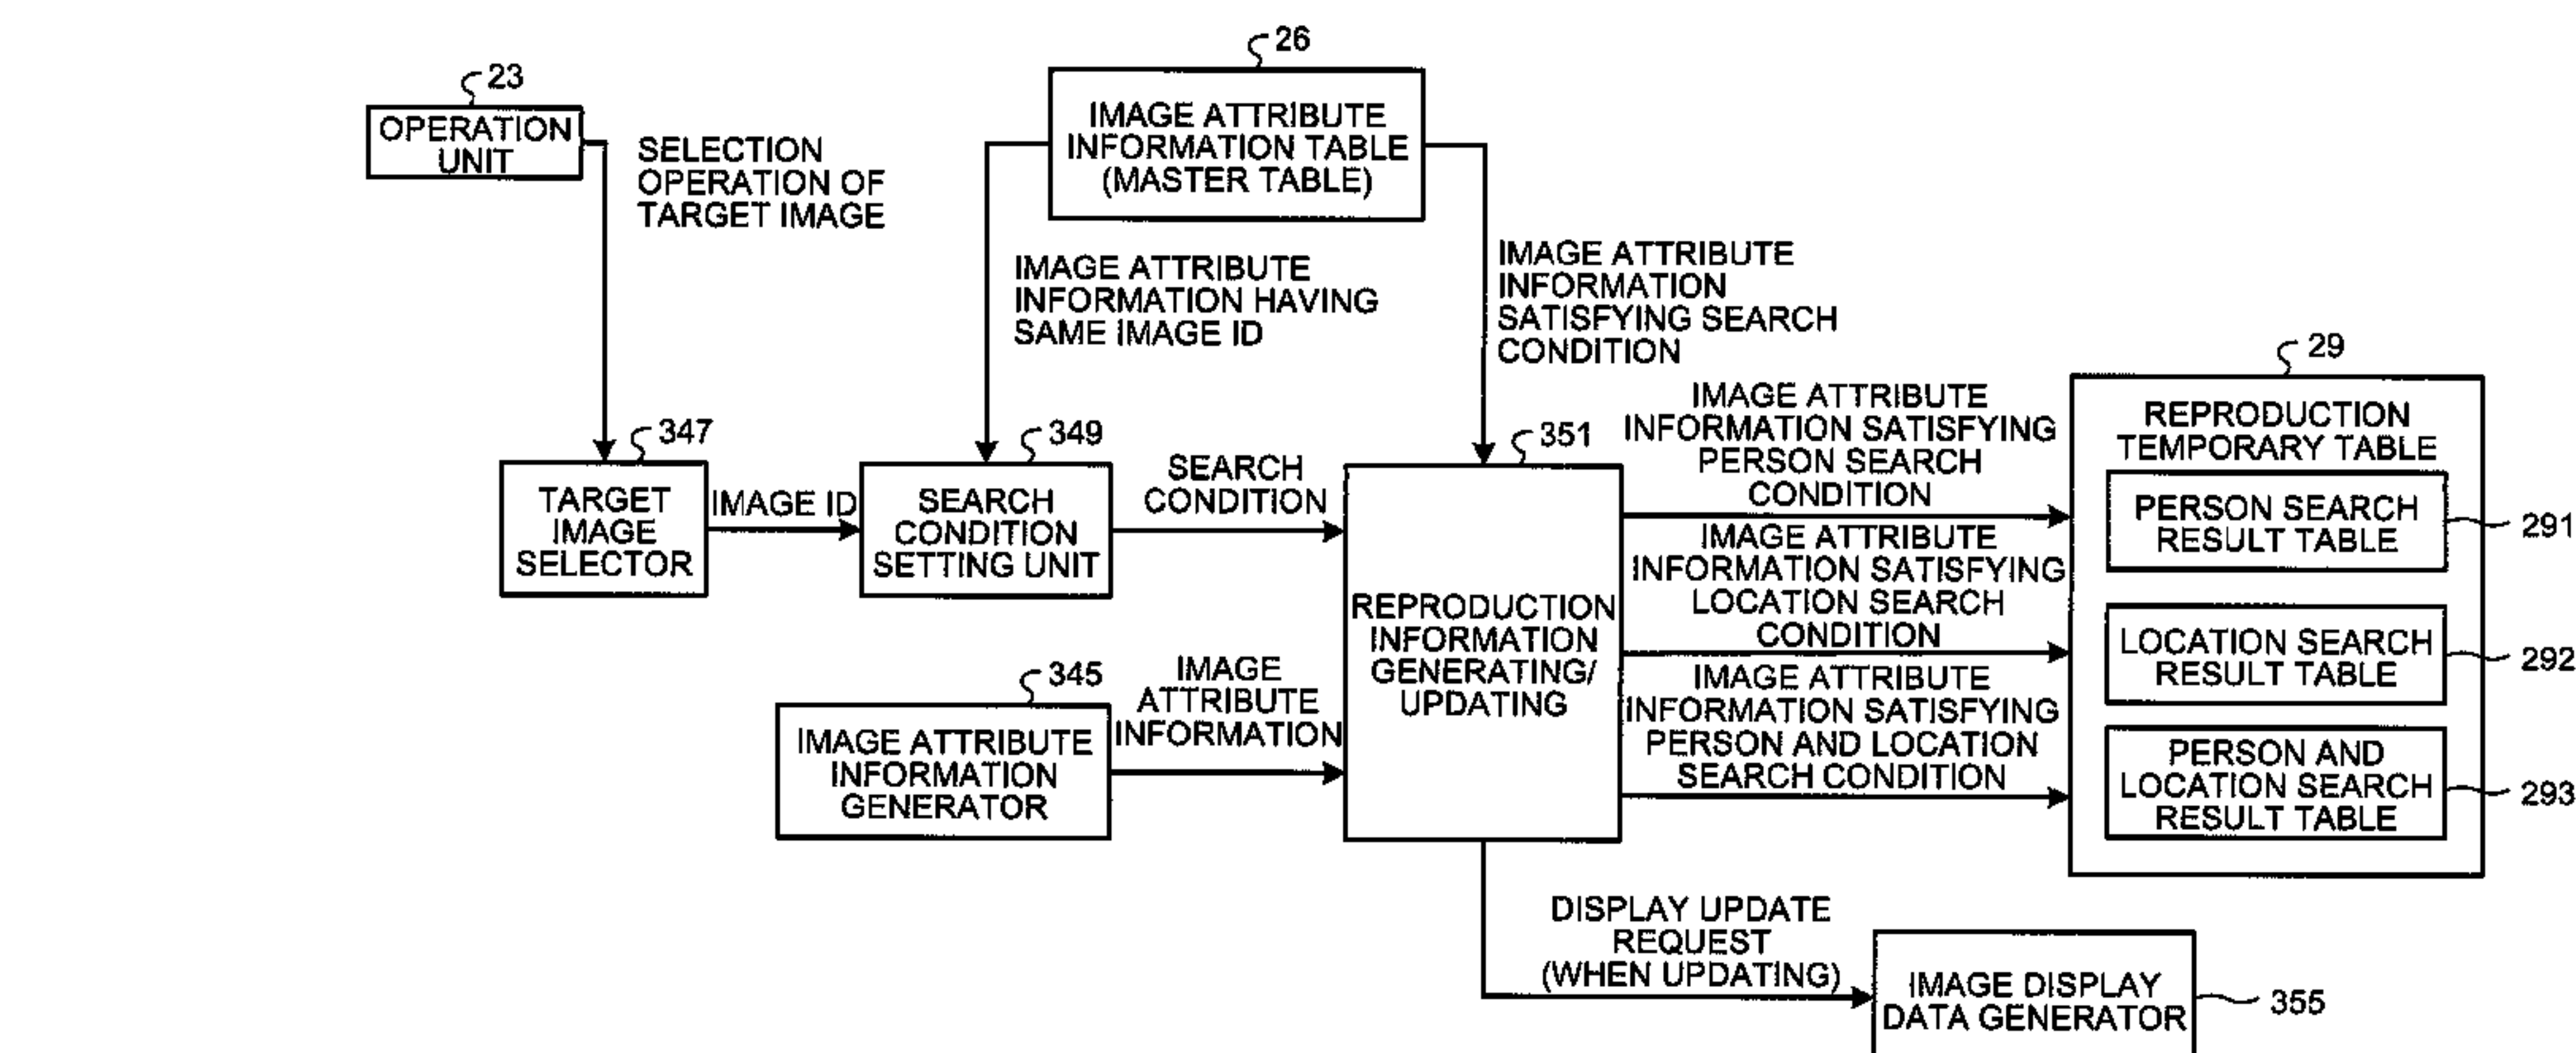 26
23
OPERATION
UNIT
SELECTION
OPERATION OF
TARGET IMAGE
IMAGE ATTRIBUTE
INFORMATION TABLE
(MASTER TABLE)
IMAGE ATTRIBUTE
INFORMATION HAVING
SAME IMAGE ID
IMAGE ATTRIBUTE
INFORMATION
SATISFYING SEARCH
CONDITION
347
TARGET
IMAGE
SELECTOR
IMAGE ID
349
SEARCH
CONDITION
SETTING UNIT
SEARCH
CONDITION
345
IMAGE ATTRIBUTE
INFORMATION
GENERATOR
IMAGE
ATTRIBUTE
INFORMATION
351
REPRODUCTION
INFORMATION
GENERATING/
UPDATING
IMAGE ATTRIBUTE
INFORMATION SATISFYING
PERSON SEARCH
CONDITION
IMAGE ATTRIBUTE
INFORMATION SATISFYING
LOCATION SEARCH
CONDITION
IMAGE ATTRIBUTE
INFORMATION SATISFYING
PERSON AND LOCATION
SEARCH CONDITION
29
REPRODUCTION
TEMPORARY TABLE
PERSON SEARCH
RESULT TABLE
291
LOCATION SEARCH
RESULT TABLE
292
PERSON AND
LOCATION SEARCH
RESULT TABLE
293
DISPLAY UPDATE
REQUEST
(WHEN UPDATING)
IMAGE DISPLAY
DATA GENERATOR
355